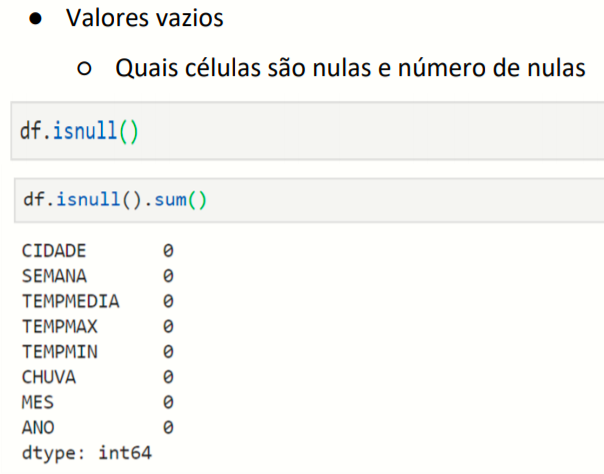 ● Valores vazios
○ Quais células são nulas e número de nulas
df.isnull()
df.isnull().sum()
CIDADE 0
SEMANA 0
TEMPMEDIA 0
TEMPMAX 0
TEMPMIN 0
CHUVA 0
MES 0
ANO 0
dtype: int64